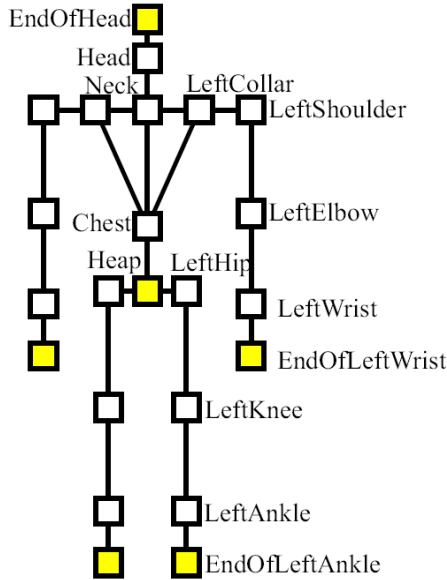 EndOfHead
Head
Neck
LeftCollar
LeftShoulder
LeftElbow
Chest
Heap
LeftHip
LeftWrist
EndOfLeftWrist
LeftKnee
LeftAnkle
EndOfLeftAnkle